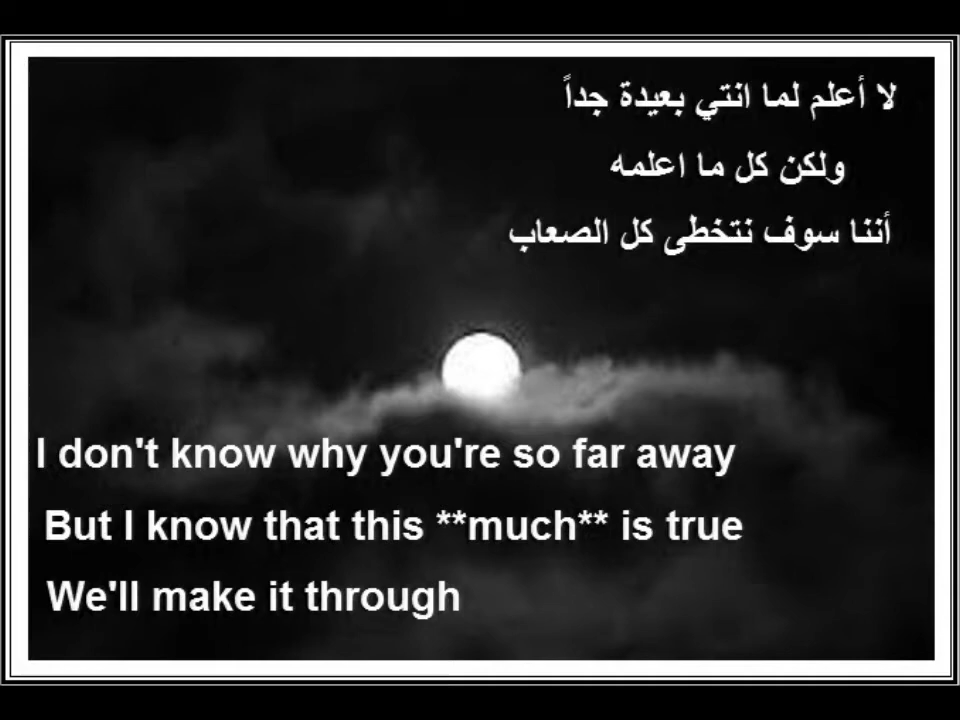 لا أعلم لما انتي بعيدة جداً
ولكن كل ما اعلمه
أننا سوف نتخطى كل الصعاب
I don't know why you're so far away
But I know that this **much** is true
We'll make it through